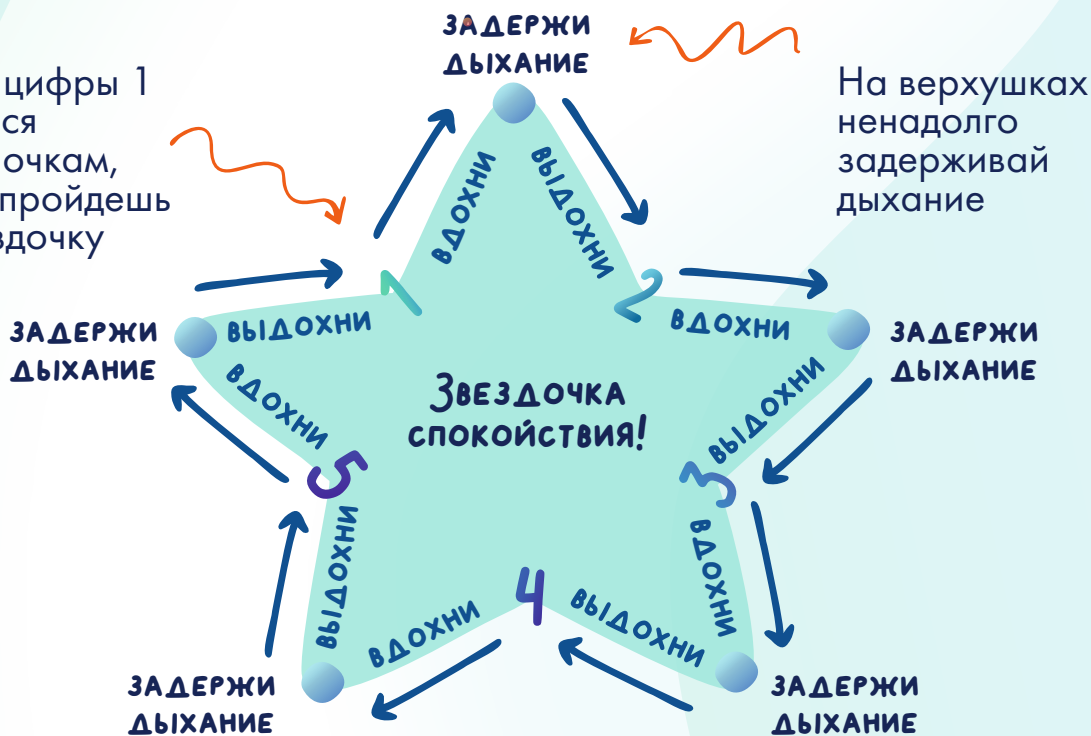 ЗАДЕРЖИ
ДЫХАНИЕ
цифры 1
ся
очкам,
пройдешь
здочку
На верхушках
ненадолго
задерживай
дыхание
ВДОХНИ
ВЫДОХНИ
1
2
ВЫДОХНИ
ВДОХНИ
ЗАДЕРЖИ
ДЫХАНИЕ
ЗАДЕРЖИ
ДЫХАНИЕ
ВДОХНИ
ВЫДОХНИ
Звездочка
спокойствия!
5
3
ВЫДОХНИ
ВДОХНИ
4
ВДОХНИ
ВЫДОХНИ
ЗАДЕРЖИ
ДЫХАНИЕ
ЗАДЕРЖИ
ДЫХАНИЕ